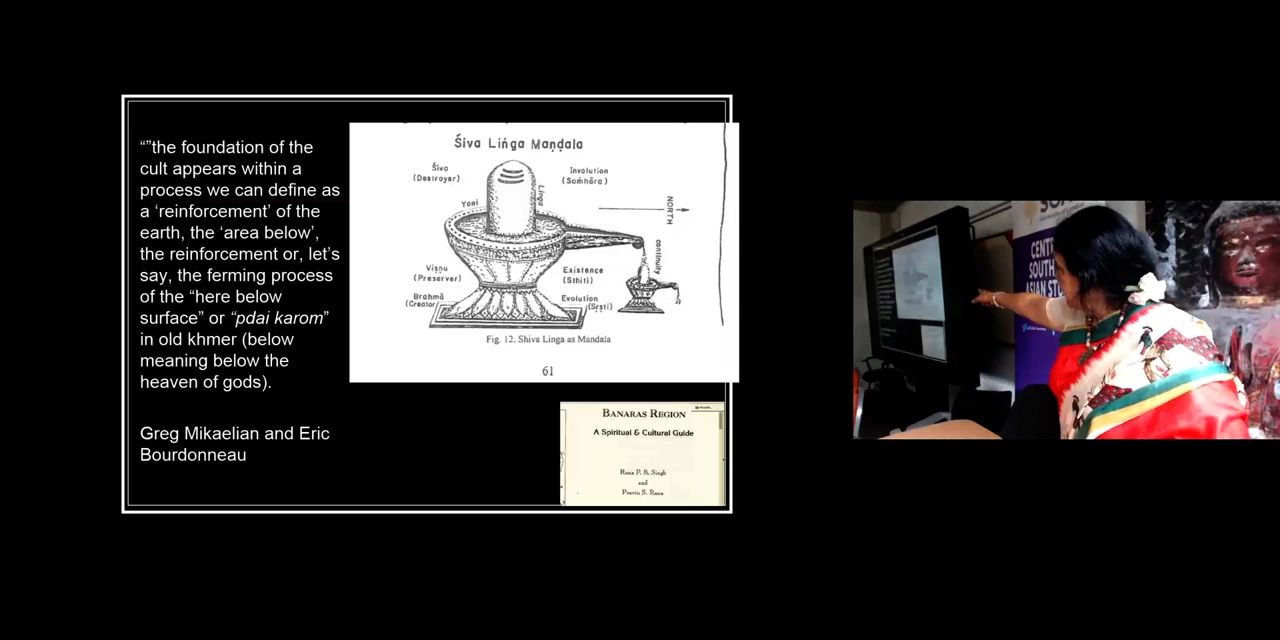 “”the foundation of the
cult appears within a
process we can define as
a ‘reinforcement’ of the
earth, the ‘area below’,
the reinforcement or, let’s
say, the ferming process
of the “here below
surface” or “pdai karom”
in old khmer (below
meaning below the
heaven of gods).
Greg Mikaelian and Eric
Bourdonneau
Śiva Liṅga Maṇḍala
Śiva
(Destroyer)
Involution
(Saṁhāra)
Yoni
Linga
NORTH
continuity
Viṣṇu
(Preserver)
Existence
(Sthiti)
Brahmā
(Creator)
Evolution
(Sṛṣṭi)
Fig. 12. Shiva Linga as Mandala
61
BANARAS REGION
A Spiritual & Cultural Guide
Rana P. B. Singh
and
Pravin S. Rana
CENT
SOUTH
ASIAN ST